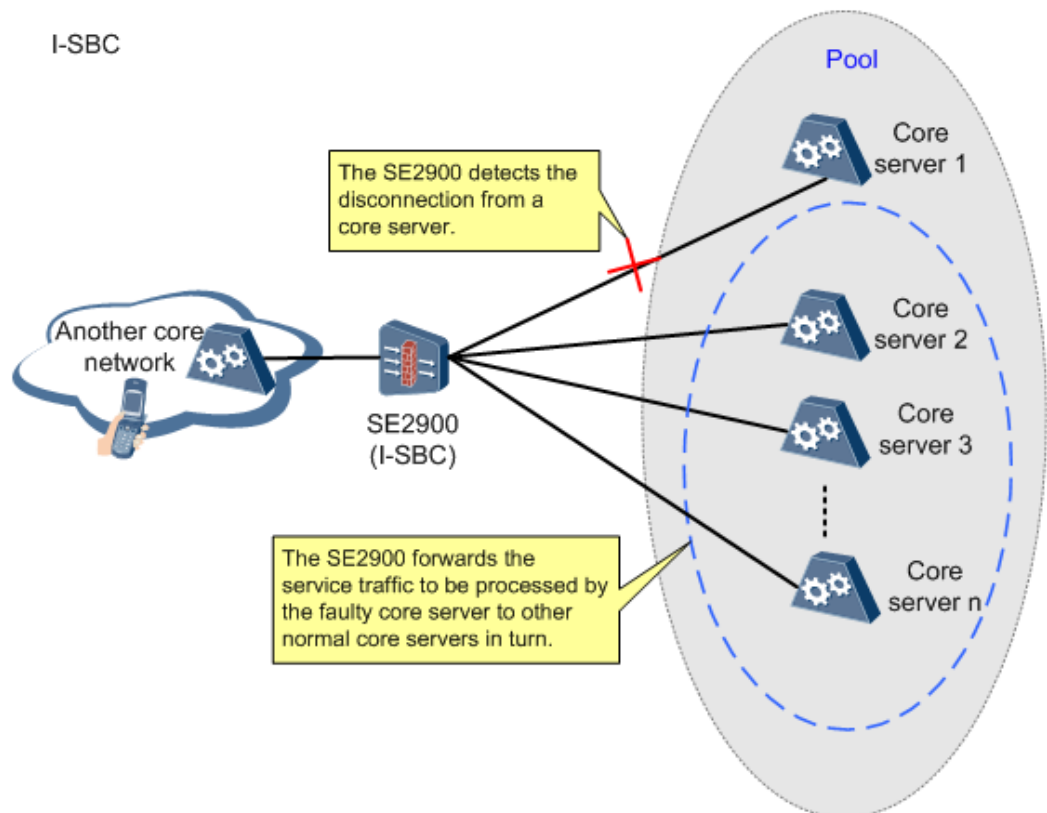 I-SBC
Pool
Core
server 1
The SE2900 detects the
disconnection from a
core server.
Core
server 2
Another core
network
SE2900
(I-SBC)
Core
server 3
The SE2900 forwards the
service traffic to be processed by
the faulty core server to other
normal core servers in turn.
Core
server n